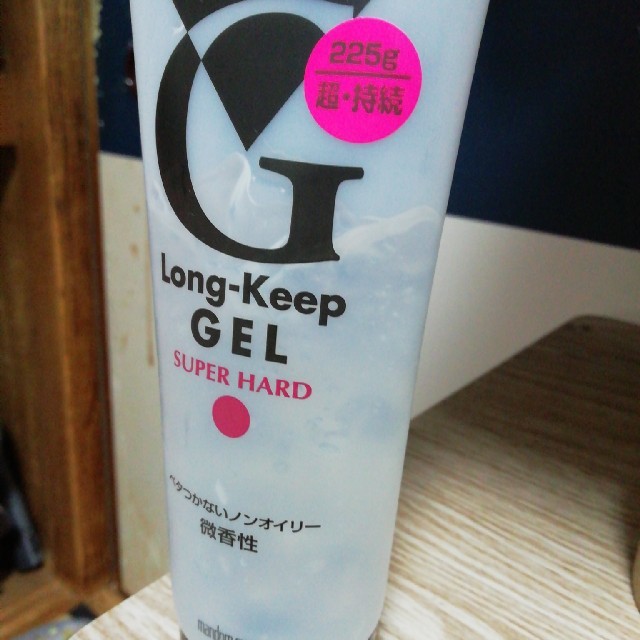 G
225g
超・持続
Long-Keep
GEL
SUPER HARD
ベタつかないノンオイリー
微香性
mandom